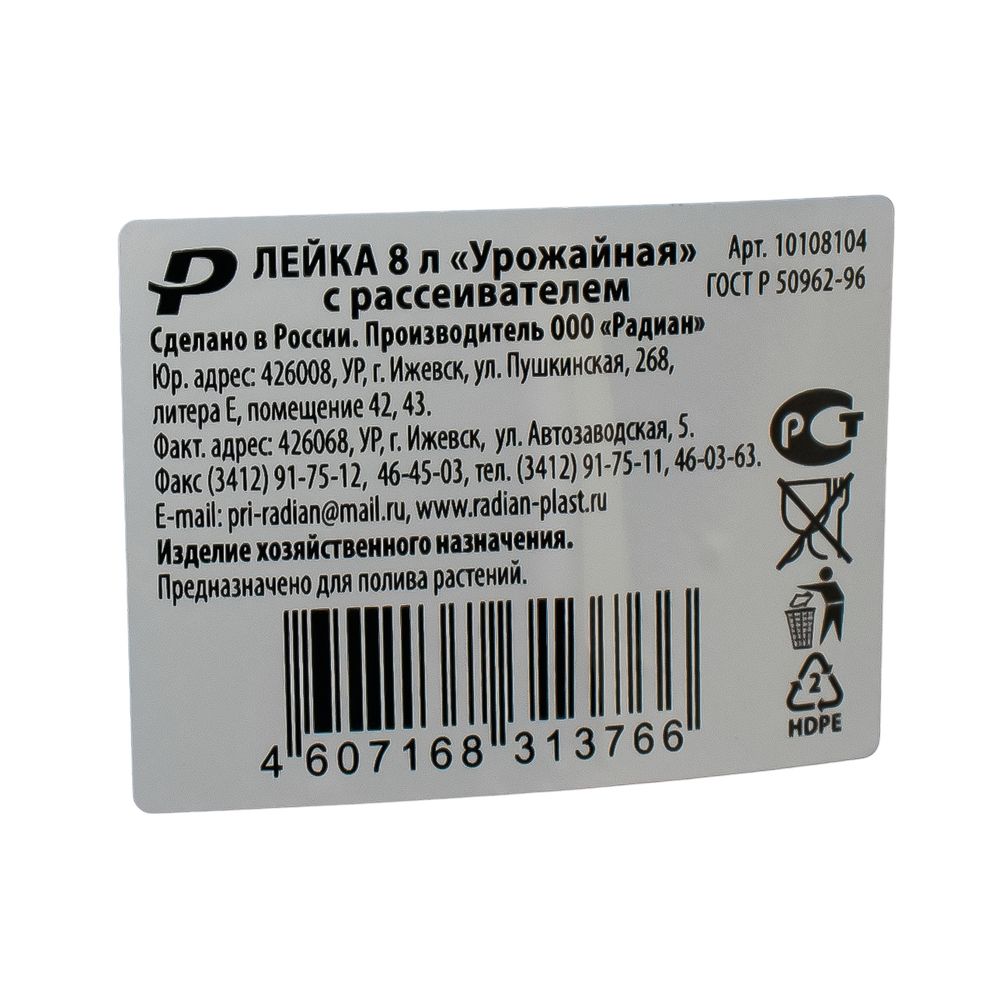 ЛЕЙКА 8 л «Урожайная»
с рассеивателем
Арт. 10108104
ГОСТ Р 50962-96
Сделано в России. Производитель ООО «Радиан»
Юр. адрес: 426008, УР, г. Ижевск, ул. Пушкинская, 268,
литера Е, помещение 42, 43.
Факт. адрес: 426068, УР, г. Ижевск, ул. Автозаводская, 5.
Факс (3412) 91-75-12, 46-45-03, тел. (3412) 91-75-11, 46-03-63.
E-mail: pri-radian@mail.ru, www.radian-plast.ru
Изделие хозяйственного назначения.
Предназначено для полива растений.
РСТ
2
HDPE
4 607168 313766